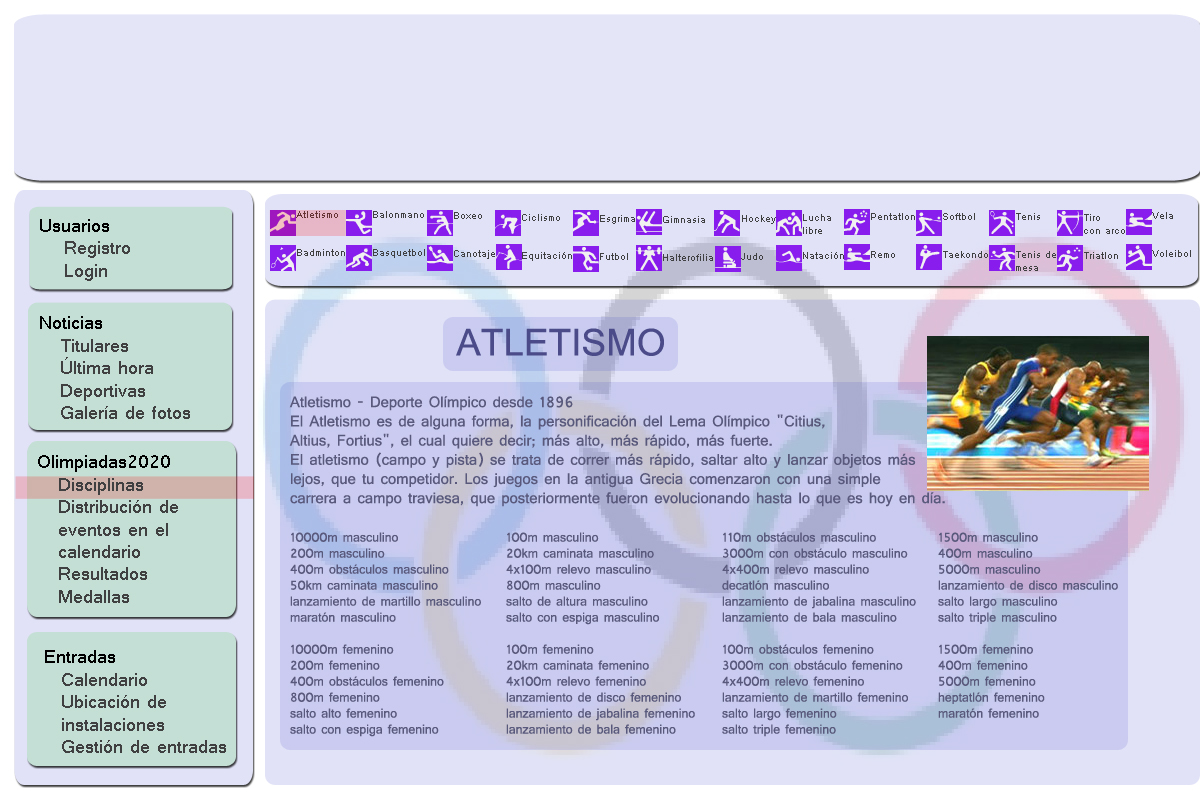 Usuarios
Registro
Login
Noticias
Titulares
Última hora
Deportivas
Galería de fotos
Olimpiadas2020
Disciplinas
Distribución de
eventos en el
calendario
Resultados
Medallas
Entradas
Calendario
Ubicación de
instalaciones
Gestión de entradas
Atletismo Balonmano Boxeo Ciclismo Esgrima Gimnasia Hockey Lucha libre Pentatlon Softbol Tenis Tiro con arco Vela
Badminton Basquetbol Canotaje Equitación Futbol Halterofilia Judo Natación Remo Taekondo Tenis de mesa Triatlon Voleibol
ATLETISMO
Atletismo - Deporte Olímpico desde 1896
El Atletismo es de alguna forma, la personificación del Lema Olímpico "Citius,
Altius, Fortius", el cual quiere decir; más alto, más rápido, más fuerte.
El atletismo (campo y pista) se trata de correr más rápido, saltar alto y lanzar objetos más
lejos, que tu competidor. Los juegos en la antigua Grecia comenzaron con una simple
carrera a campo traviesa, que posteriormente fueron evolucionando hasta lo que es hoy en día.
10000m masculino 100m masculino 110m obstáculos masculino 1500m masculino
200m masculino 20km caminata masculino 3000m con obstáculo masculino 400m masculino
400m obstáculos masculino 4x100m relevo masculino 4x400m relevo masculino 5000m masculino
50km caminata masculino 800m masculino decatlón masculino lanzamiento de disco masculino
lanzamiento de martillo masculino salto de altura masculino lanzamiento de jabalina masculino salto largo masculino
maratón masculino salto con espiga masculino lanzamiento de bala masculino salto triple masculino
10000m femenino 100m femenino 100m obstáculos femenino 1500m femenino
200m femenino 20km caminata femenino 3000m con obstáculo femenino 400m femenino
400m obstáculos femenino 4x100m relevo femenino 4x400m relevo femenino 5000m femenino
800m femenino lanzamiento de disco femenino lanzamiento de martillo femenino heptatlón femenino
salto alto femenino lanzamiento de jabalina femenino salto largo femenino maratón femenino
salto con espiga femenino lanzamiento de bala femenino salto triple femenino